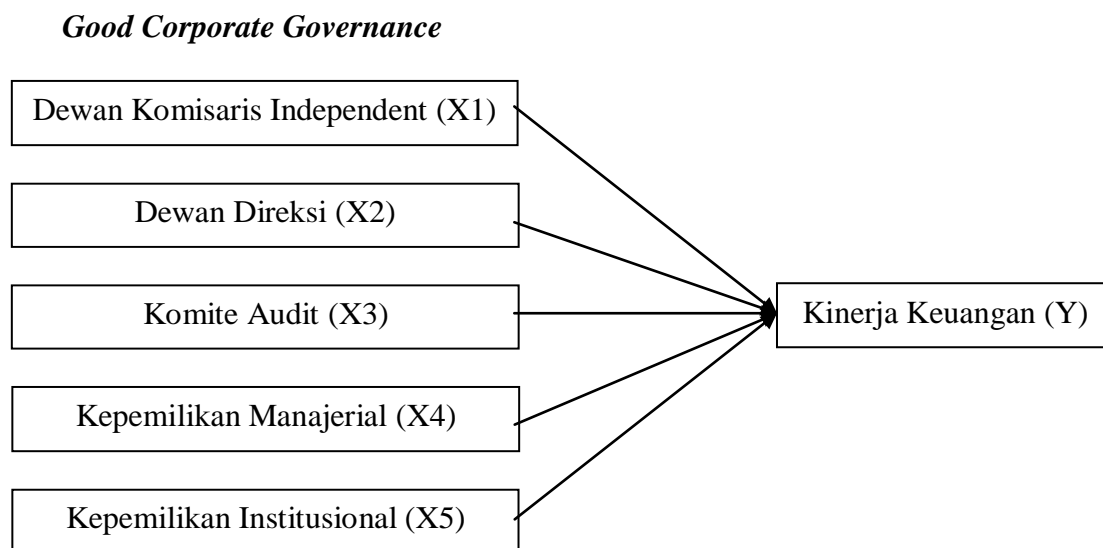 Good Corporate Governance
Dewan Komisaris Independent (X1)
Dewan Direksi (X2)
Komite Audit (X3)
Kinerja Keuangan (Y)
Kepemilikan Manajerial (X4)
Kepemilikan Institusional (X5)